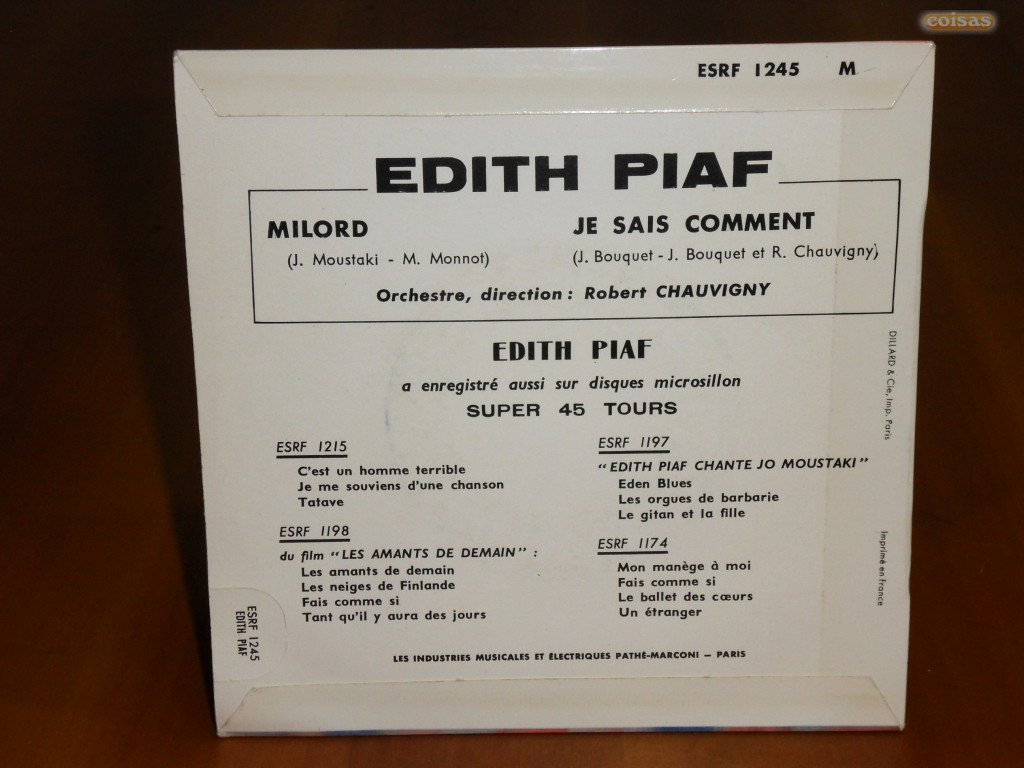 coisas
ESRF 1245 M
EDITH PIAF
MILORD
(J. Moustaki - M. Monnot)
JE SAIS COMMENT
(J. Bouquet - J. Bouquet et R. Chauvigny)
Orchestre, direction : Robert CHAUVIGNY
EDITH PIAF
a enregistré aussi sur disques microsillon
SUPER 45 TOURS
ESRF 1215
C'est un homme terrible
Je me souviens d'une chanson
Tatave
ESRF 1198
du film "LES AMANTS DE DEMAIN" :
Les amants de demain
Les neiges de Finlande
Fais comme si
Tant qu'il y aura des jours
ESRF 1197
"EDITH PIAF CHANTE JO MOUSTAKI"
Eden Blues
Les orgues de barbarie
Le gitan et la fille
ESRF 1174
Mon manège à moi
Fais comme si
Le ballet des cœurs
Un étranger
LES INDUSTRIES MUSICALES ET ÉLECTRIQUES PATHÉ-MARCONI – PARIS
ESRF 1245
EDITH PIAF
DILLARD & Cie, Imp. Paris
Imprimé en France